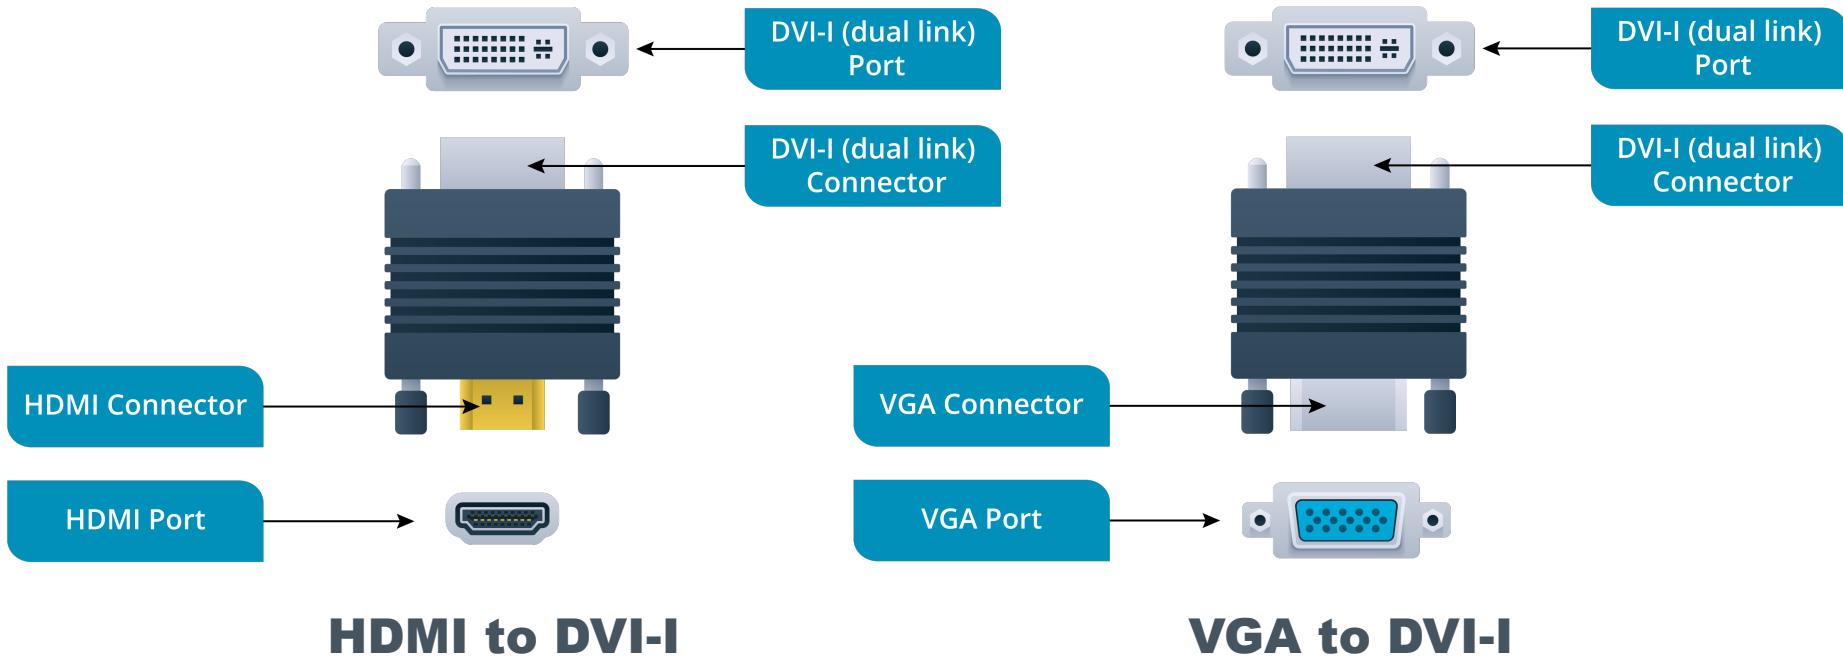 DVI-I (dual link)
Port
DVI-I (dual link)
Connector
HDMI Connector
HDMI Port
HDMI to DVI-I
DVI-I (dual link)
Port
DVI-I (dual link)
Connector
VGA Connector
VGA Port
VGA to DVI-I